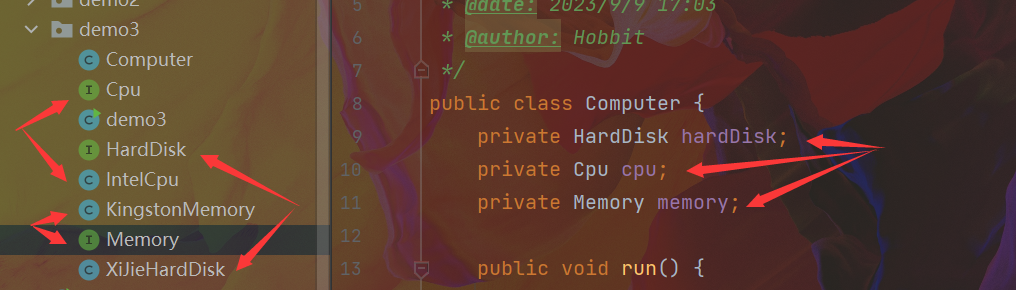 demo2
demo3
C Computer
I Cpu
C demo3
I HardDisk
C IntelCpu
C KingstonMemory
I Memory
C XiJieHardDisk
5 * @date: 2023/9/9 17:03
6 * @author: Hobbit
7 */
8 public class Computer {
9 private HardDisk hardDisk;
10 private Cpu cpu;
11 private Memory memory;
12
13 public void run() {